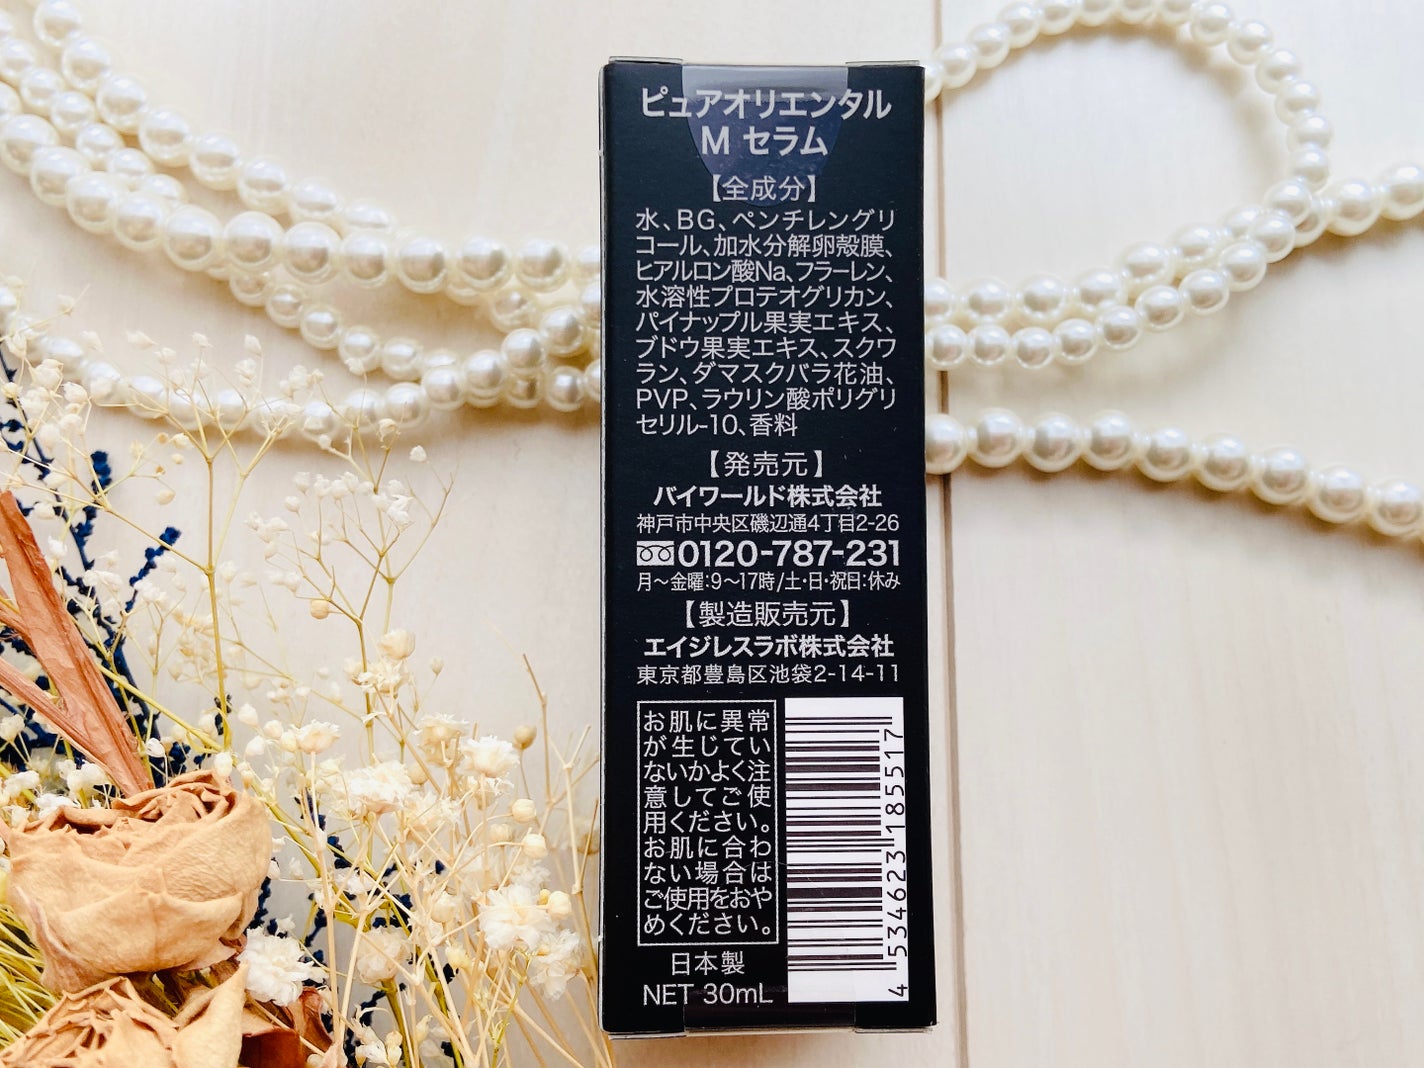 ピュアオリエンタル
M セラム
【全成分】
水、BG、ペンチレングリ
コール、加水分解卵殻膜、
ヒアルロン酸Na、フラーレン、
水溶性プロテオグリカン、
パイナップル果実エキス、
ブドウ果実エキス、スクワ
ラン、ダマスクバラ花油、
PVP、ラウリン酸ポリグリ
セリル-10、香料
【発売元】
バイワールド株式会社
神戸市中央区磯辺通4丁目2-26
0120-787-231
月〜金曜:9〜17時/土・日・祝日:休み
【製造販売元】
エイジレスラボ株式会社
東京都豊島区池袋2-14-11
お肌に異常
が生じてい
ないかよく注
意してご使
用ください。
お肌に合わ
ない場合は
ご使用をおや
めください。
日本製
NET 30mL
4 534623 185517